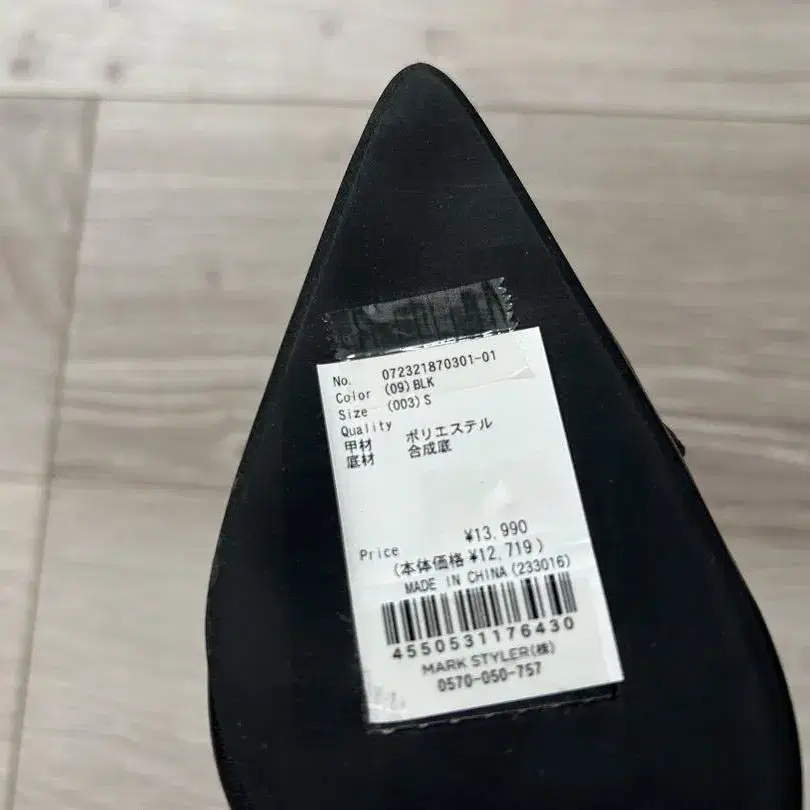 No. 072321870301-01
Color (09)BLK
Size (003)S
Quality
甲材 ポリエステル
底材 合成底
Price ¥13,990
(本体価格 ¥12,719)
MADE IN CHINA(233016)
4550531176430
MARK STYLER(株)
0570-050-757